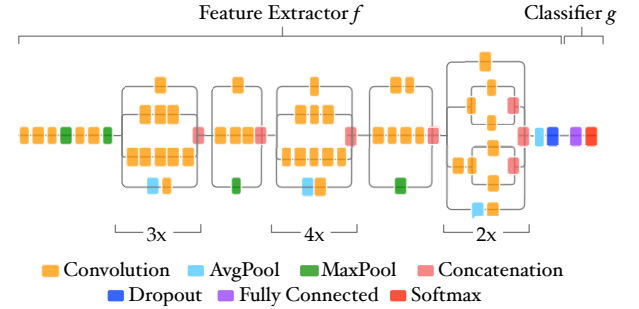 Feature Extractor f Classifier g
3x 4x 2x
Convolution AvgPool MaxPool Concatenation
Dropout Fully Connected Softmax